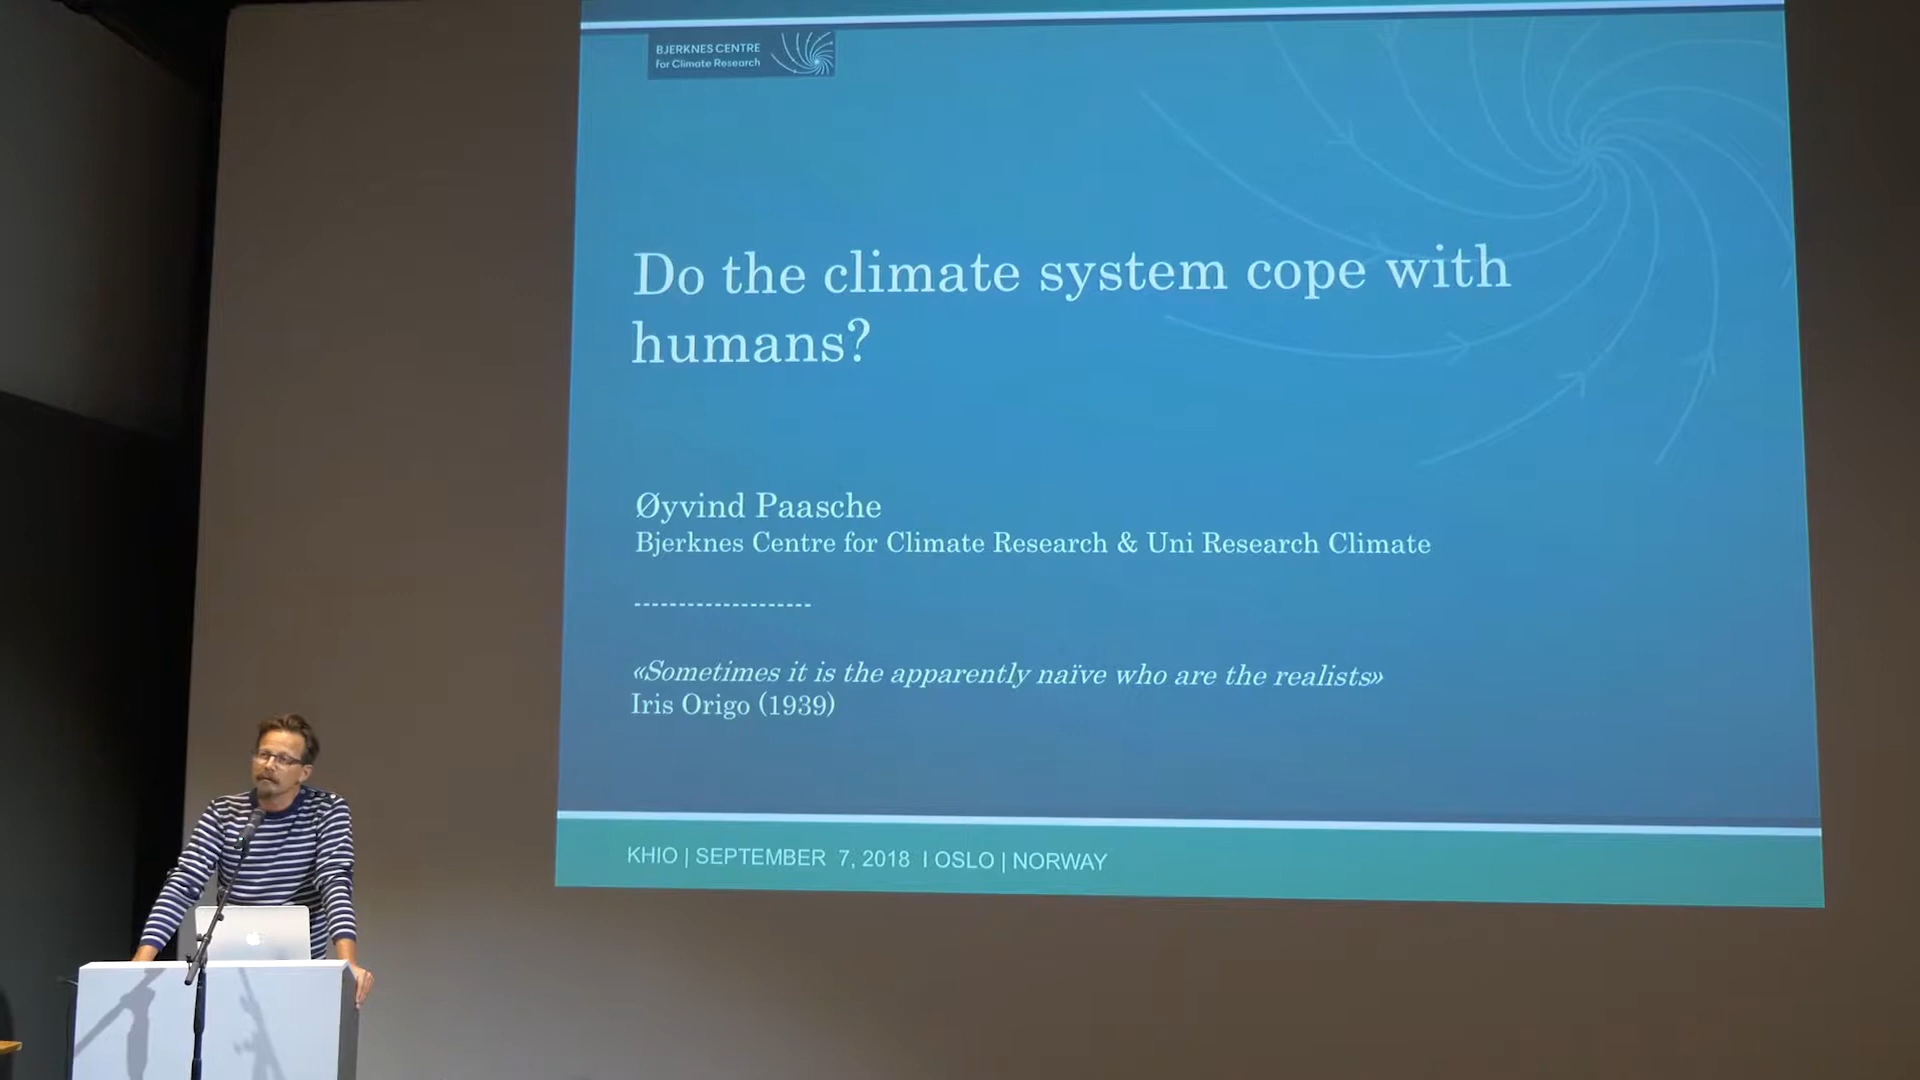 BJERKNES CENTRE
for Climate Research
Do the climate system cope with
humans?
Øyvind Paasche
Bjerknes Centre for Climate Research & Uni Research Climate
--------------------
«Sometimes it is the apparently naïve who are the realists»
Iris Origo (1939)
KHIO | SEPTEMBER 7, 2018 I OSLO | NORWAY